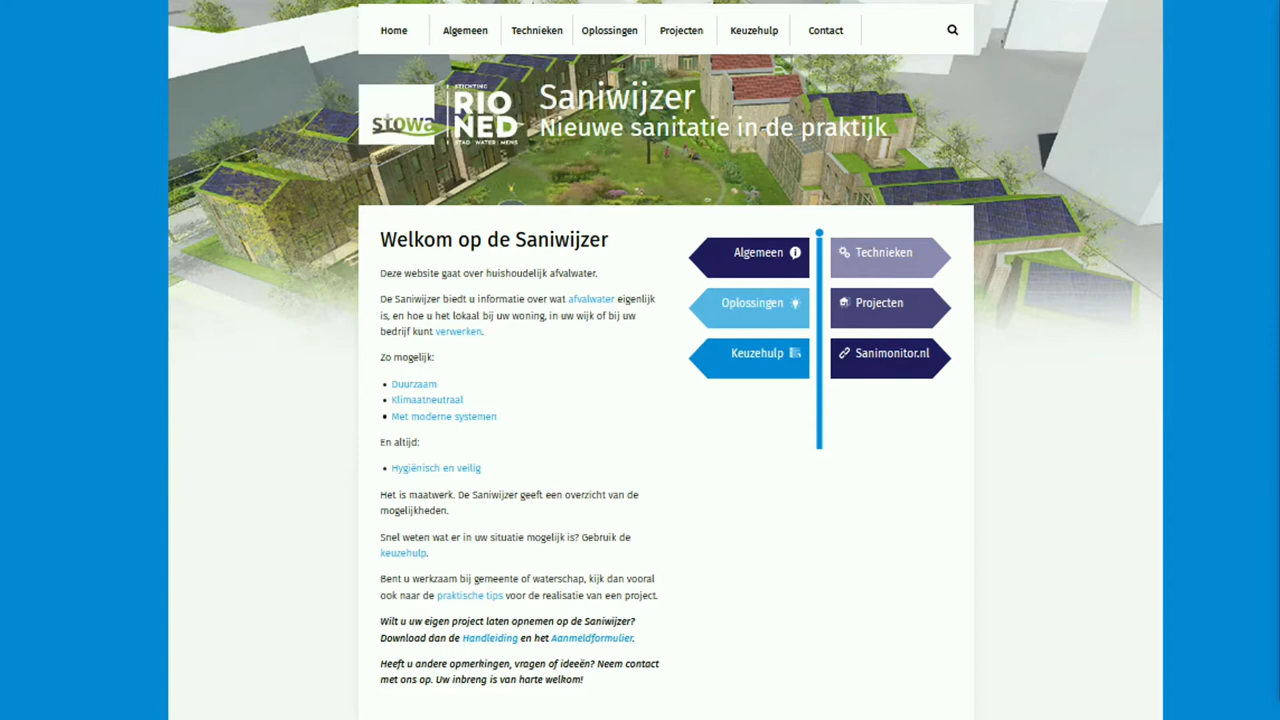 Home Algemeen Technieken Oplossingen Projecten Keuzehulp Contact
stowa
STICHTING
RIO
NED
STAD · WATER · MENS
Saniwijzer
Nieuwe sanitatie in de praktijk
Welkom op de Saniwijzer
Deze website gaat over huishoudelijk afvalwater.
De Saniwijzer biedt u informatie over wat afvalwater eigenlijk
is, en hoe u het lokaal bij uw woning, in uw wijk of bij uw
bedrijf kunt verwerken.
Zo mogelijk:
• Duurzaam
• Klimaatneutraal
• Met moderne systemen
En altijd:
• Hygiënisch en veilig
Het is maatwerk. De Saniwijzer geeft een overzicht van de
mogelijkheden.
Snel weten wat er in uw situatie mogelijk is? Gebruik de
keuzehulp.
Bent u werkzaam bij gemeente of waterschap, kijk dan vooral
ook naar de praktische tips voor de realisatie van een project.
Wilt u uw eigen project laten opnemen op de Saniwijzer?
Download dan de Handleiding en het Aanmeldformulier.
Heeft u andere opmerkingen, vragen of ideeën? Neem contact
met ons op. Uw inbreng is van harte welkom!
Algemeen
Technieken
Oplossingen
Projecten
Keuzehulp
Sanimonitor.nl